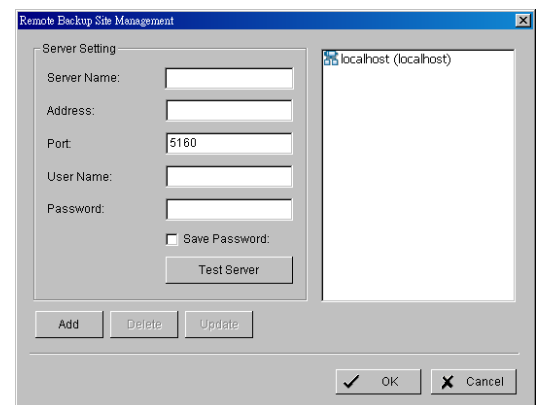 Remote Backup Site Management
Server Setting
Server Name:
Address:
Port:
5160
User Name:
Password:
Save Password:
Test Server
localhost (localhost)
Add
Delete
Update
OK
Cancel